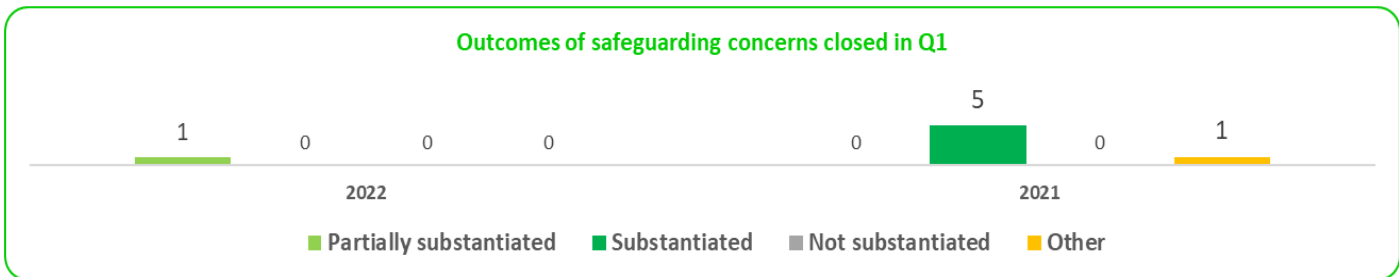 Outcomes of safeguarding concerns closed in Q1
1 0 0 0 0 5 0 1
2022 2021
Partially substantiated Substantiated Not substantiated Other